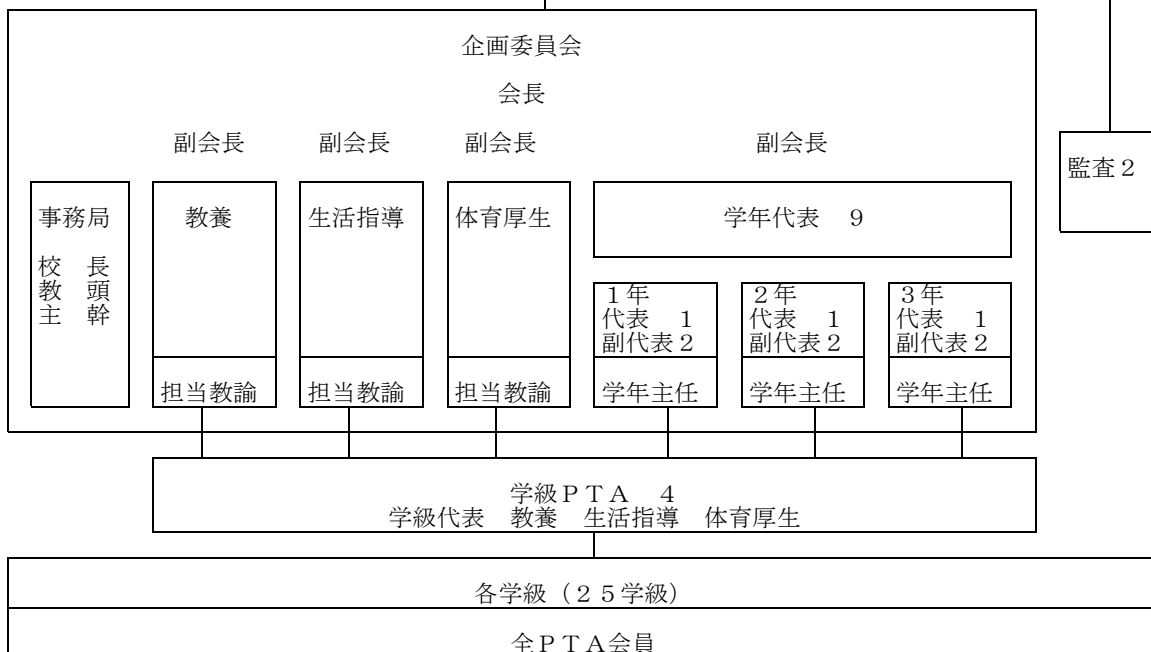 企画委員会
会長
副会長 副会長 副会長 副会長
監査２
事務局
校　長
教　頭
主　幹
教養
担当教諭
生活指導
担当教諭
体育厚生
担当教諭
学年代表　９
１年
代表　１
副代表２
学年主任
２年
代表　１
副代表２
学年主任
３年
代表　１
副代表２
学年主任
学級ＰＴＡ　４
学級代表　教養　生活指導　体育厚生
各学級（２５学級）
全ＰＴＡ会員